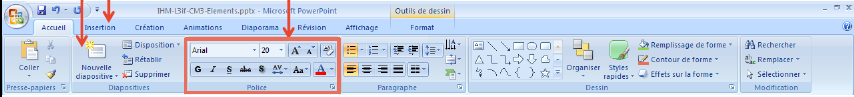 IHM-L3if-CM3-Elements.pptx - Microsoft PowerPoint
Outils de dessin
Accueil Insertion Création Animations Diaporama Révision Affichage Format
Coller
Nouvelle diapositive
Disposition
Rétablir
Supprimer
Arial 20 A A
G I S abc S AV Aa A
Organiser
Styles rapides
Remplissage de forme
Contour de forme
Effets sur la forme
Rechercher
Remplacer
Sélectionner
Presse-papiers Diapositives Police Paragraphe Dessin Modification